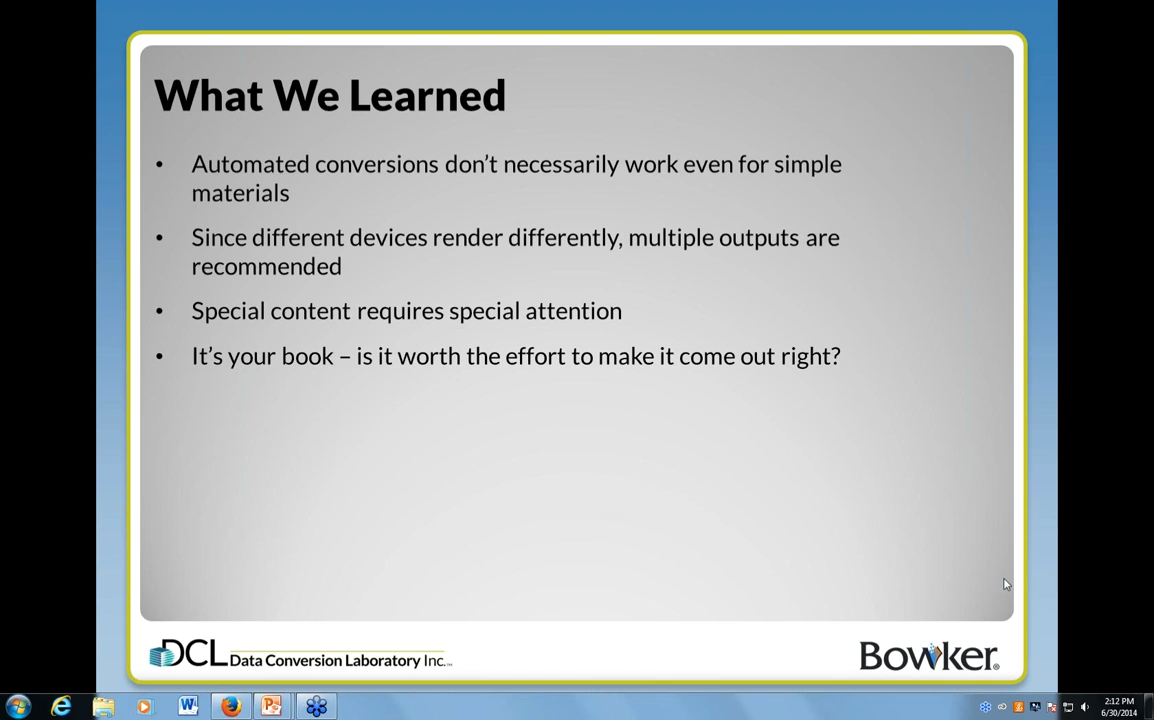 What We Learned
• Automated conversions don’t necessarily work even for simple
materials
• Since different devices render differently, multiple outputs are
recommended
• Special content requires special attention
• It’s your book – is it worth the effort to make it come out right?
DCL Data Conversion Laboratory Inc.
Bowker®
2:12 PM
6/30/2014